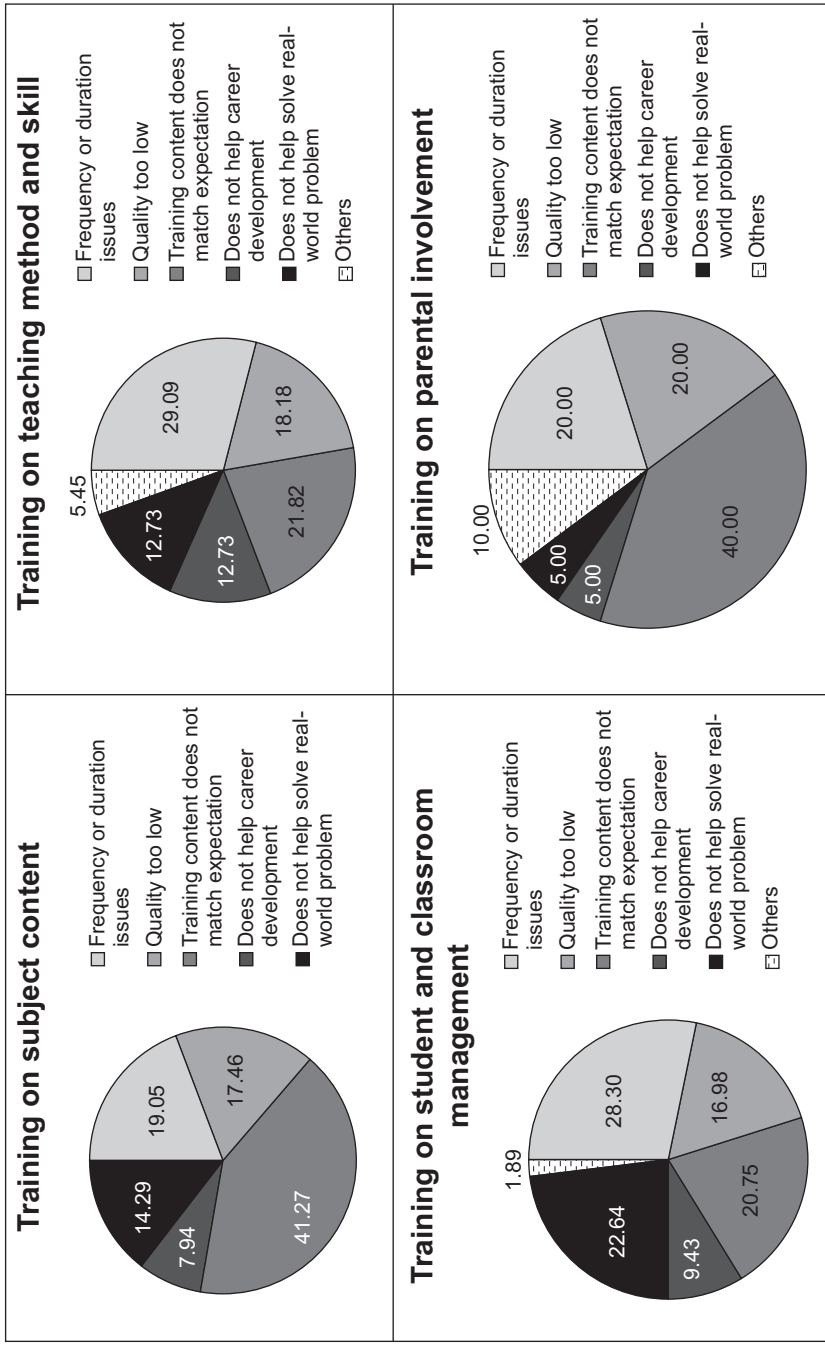 Training on subject content
19.05
17.46
41.27
7.94
14.29
Frequency or duration
issues
Quality too low
Training content does not
match expectation
Does not help career
development
Does not help solve real-
world problem
Training on teaching method and skill
5.45
29.09
18.18
21.82
12.73
12.73
Frequency or duration
issues
Quality too low
Training content does not
match expectation
Does not help career
development
Does not help solve real-
world problem
Others
Training on student and classroom
management
1.89
28.30
16.98
20.75
9.43
22.64
Frequency or duration
issues
Quality too low
Training content does not
match expectation
Does not help career
development
Does not help solve real-
world problem
Others
Training on parental involvement
10.00
20.00
20.00
40.00
5.00
5.00
Frequency or duration
issues
Quality too low
Training content does not
match expectation
Does not help career
development
Does not help solve real-
world problem
Others